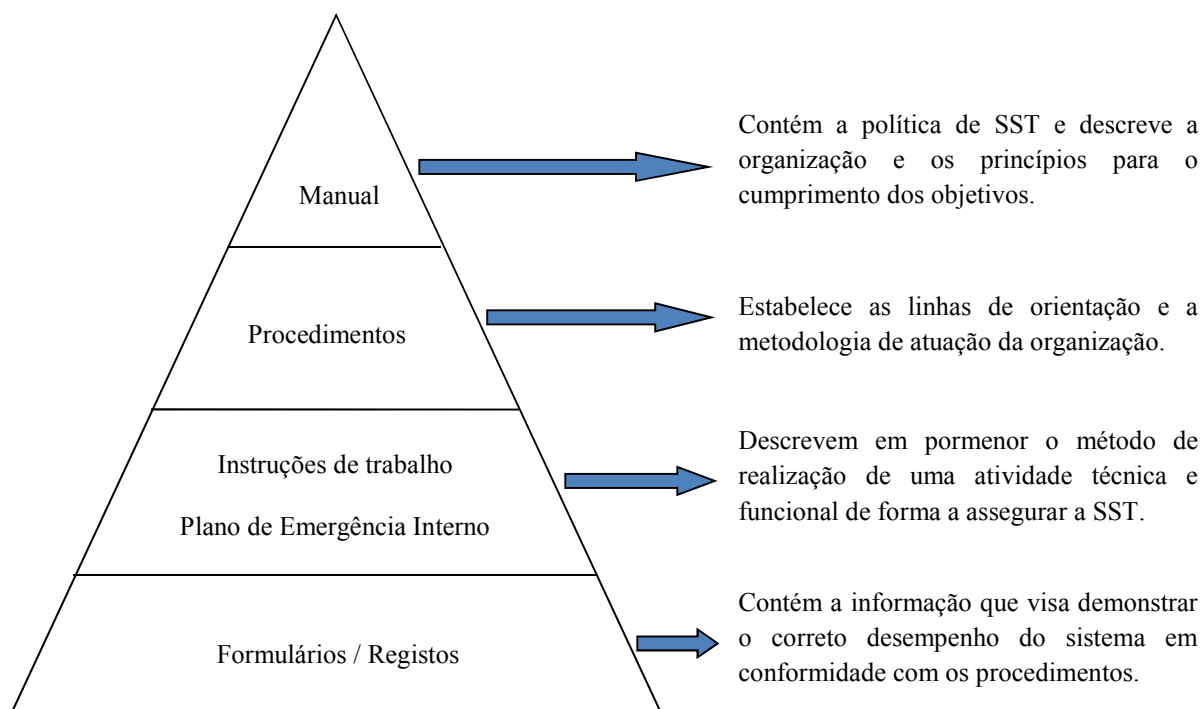 Manual
Contém a política de SST e descreve a
organização e os princípios para o
cumprimento dos objetivos.
Procedimentos
Estabelece as linhas de orientação e a
metodologia de atuação da organização.
Instruções de trabalho
Plano de Emergência Interno
Descrevem em pormenor o método de
realização de uma atividade técnica e
funcional de forma a assegurar a SST.
Formulários / Registos
Contém a informação que visa demonstrar
o correto desempenho do sistema em
conformidade com os procedimentos.